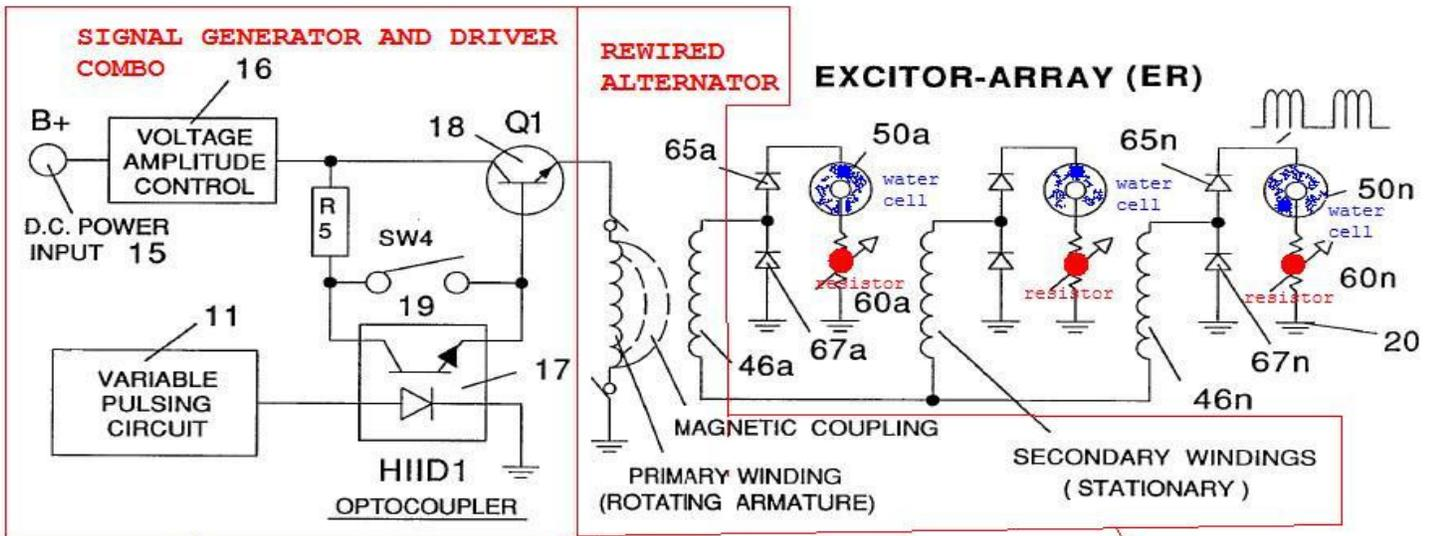 SIGNAL GENERATOR AND DRIVER
COMBO
16
B+
VOLTAGE
AMPLITUDE
CONTROL
D.C. POWER
INPUT 15
R
5
SW4
18
Q1
19
11
VARIABLE
PULSING
CIRCUIT
17
HIID1
OPTOCOUPLER
REWIRED
ALTERNATOR
EXCITOR-ARRAY (ER)
65a
50a
water
cell
resistor
60a
67a
46a
water
cell
resistor
65n
50n
water
cell
resistor
60n
20
67n
46n
MAGNETIC COUPLING
PRIMARY WINDING
(ROTATING ARMATURE)
SECONDARY WINDINGS
( STATIONARY )